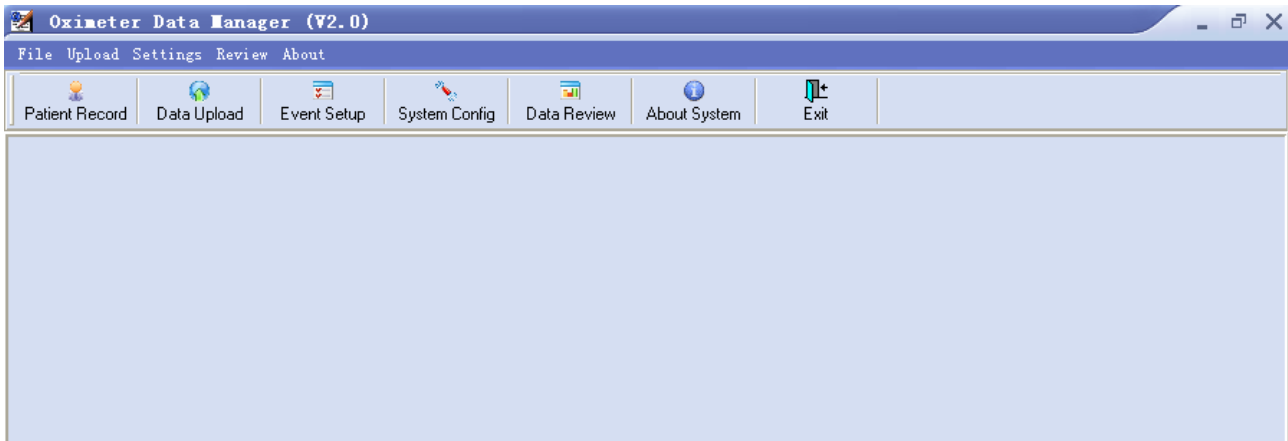 Oximeter Data Manager (V2.0)
File Upload Settings Review About
Patient Record Data Upload Event Setup System Config Data Review About System Exit